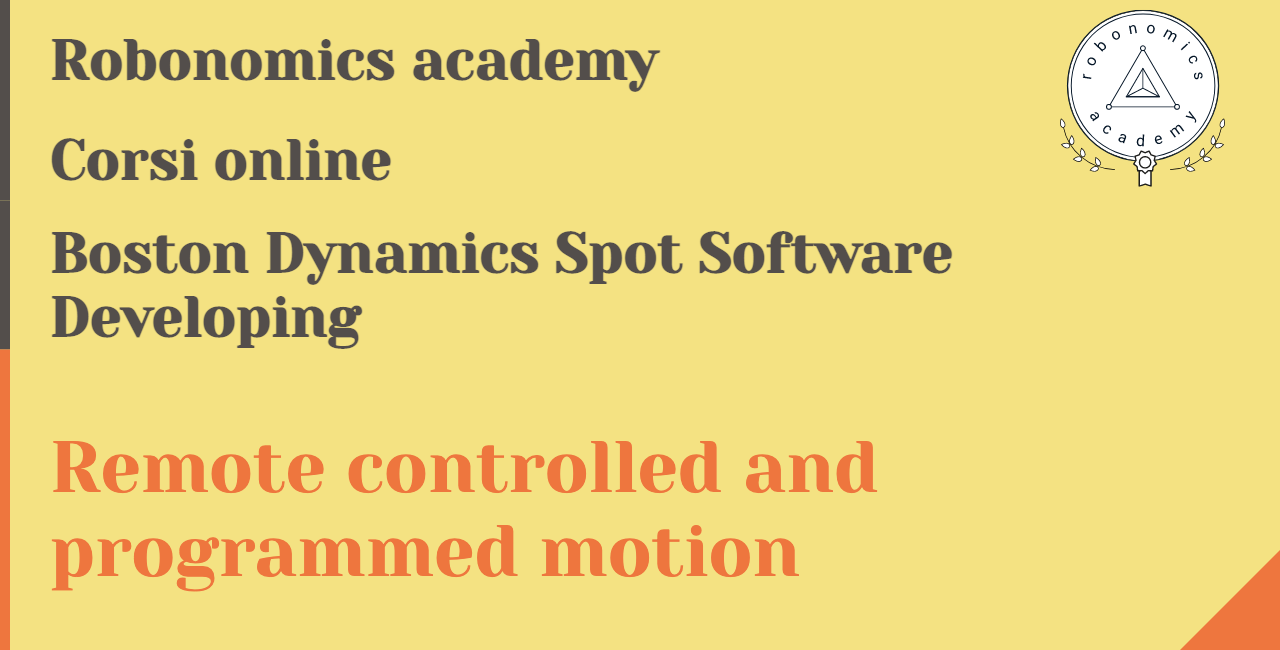 Robonomics academy
Corsi online
Boston Dynamics Spot Software
Developing
Remote controlled and
programmed motion
robonomics
academy